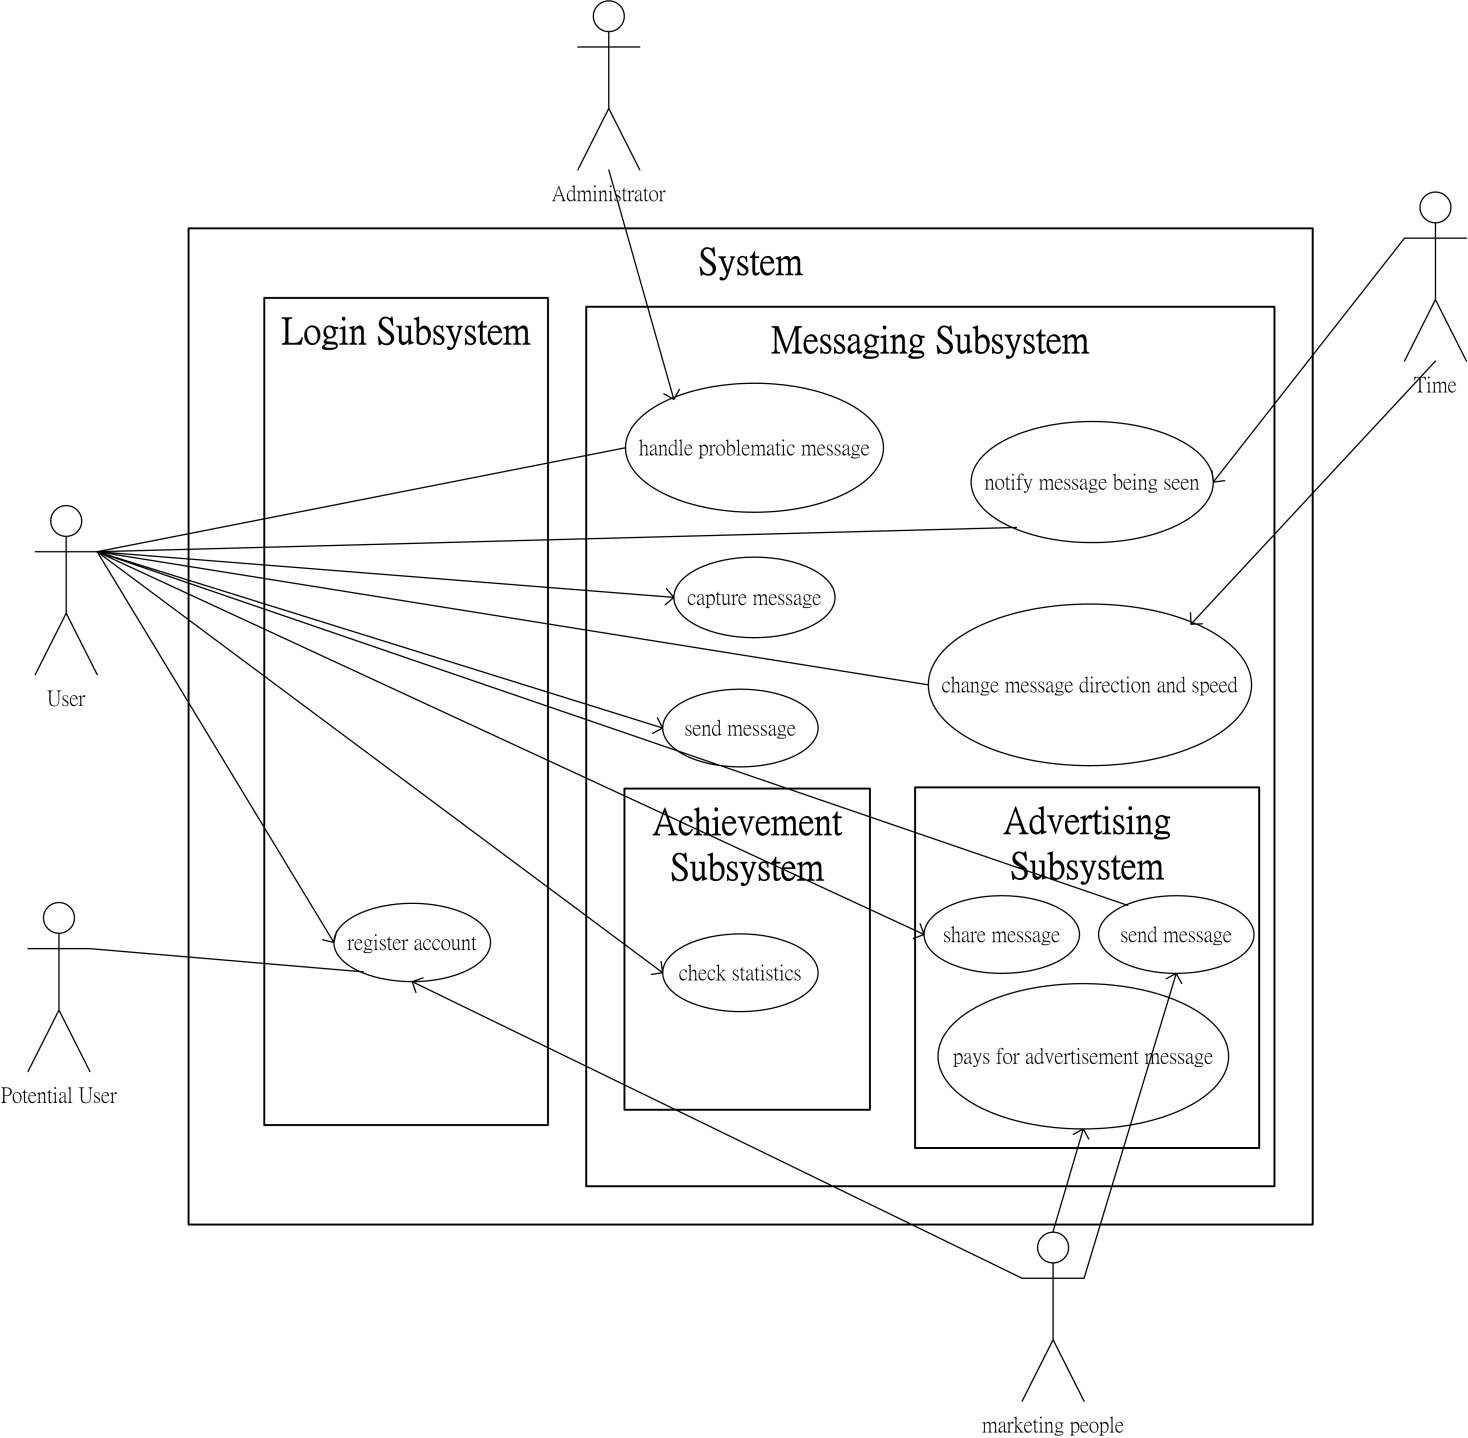 Administrator
System
Time
Login Subsystem
Messaging Subsystem
handle problematic message
notify message being seen
capture message
User
change message direction and speed
send message
Achievement
Subsystem
Advertising
Subsystem
register account
share message
send message
check statistics
pays for advertisement message
Potential User
marketing people